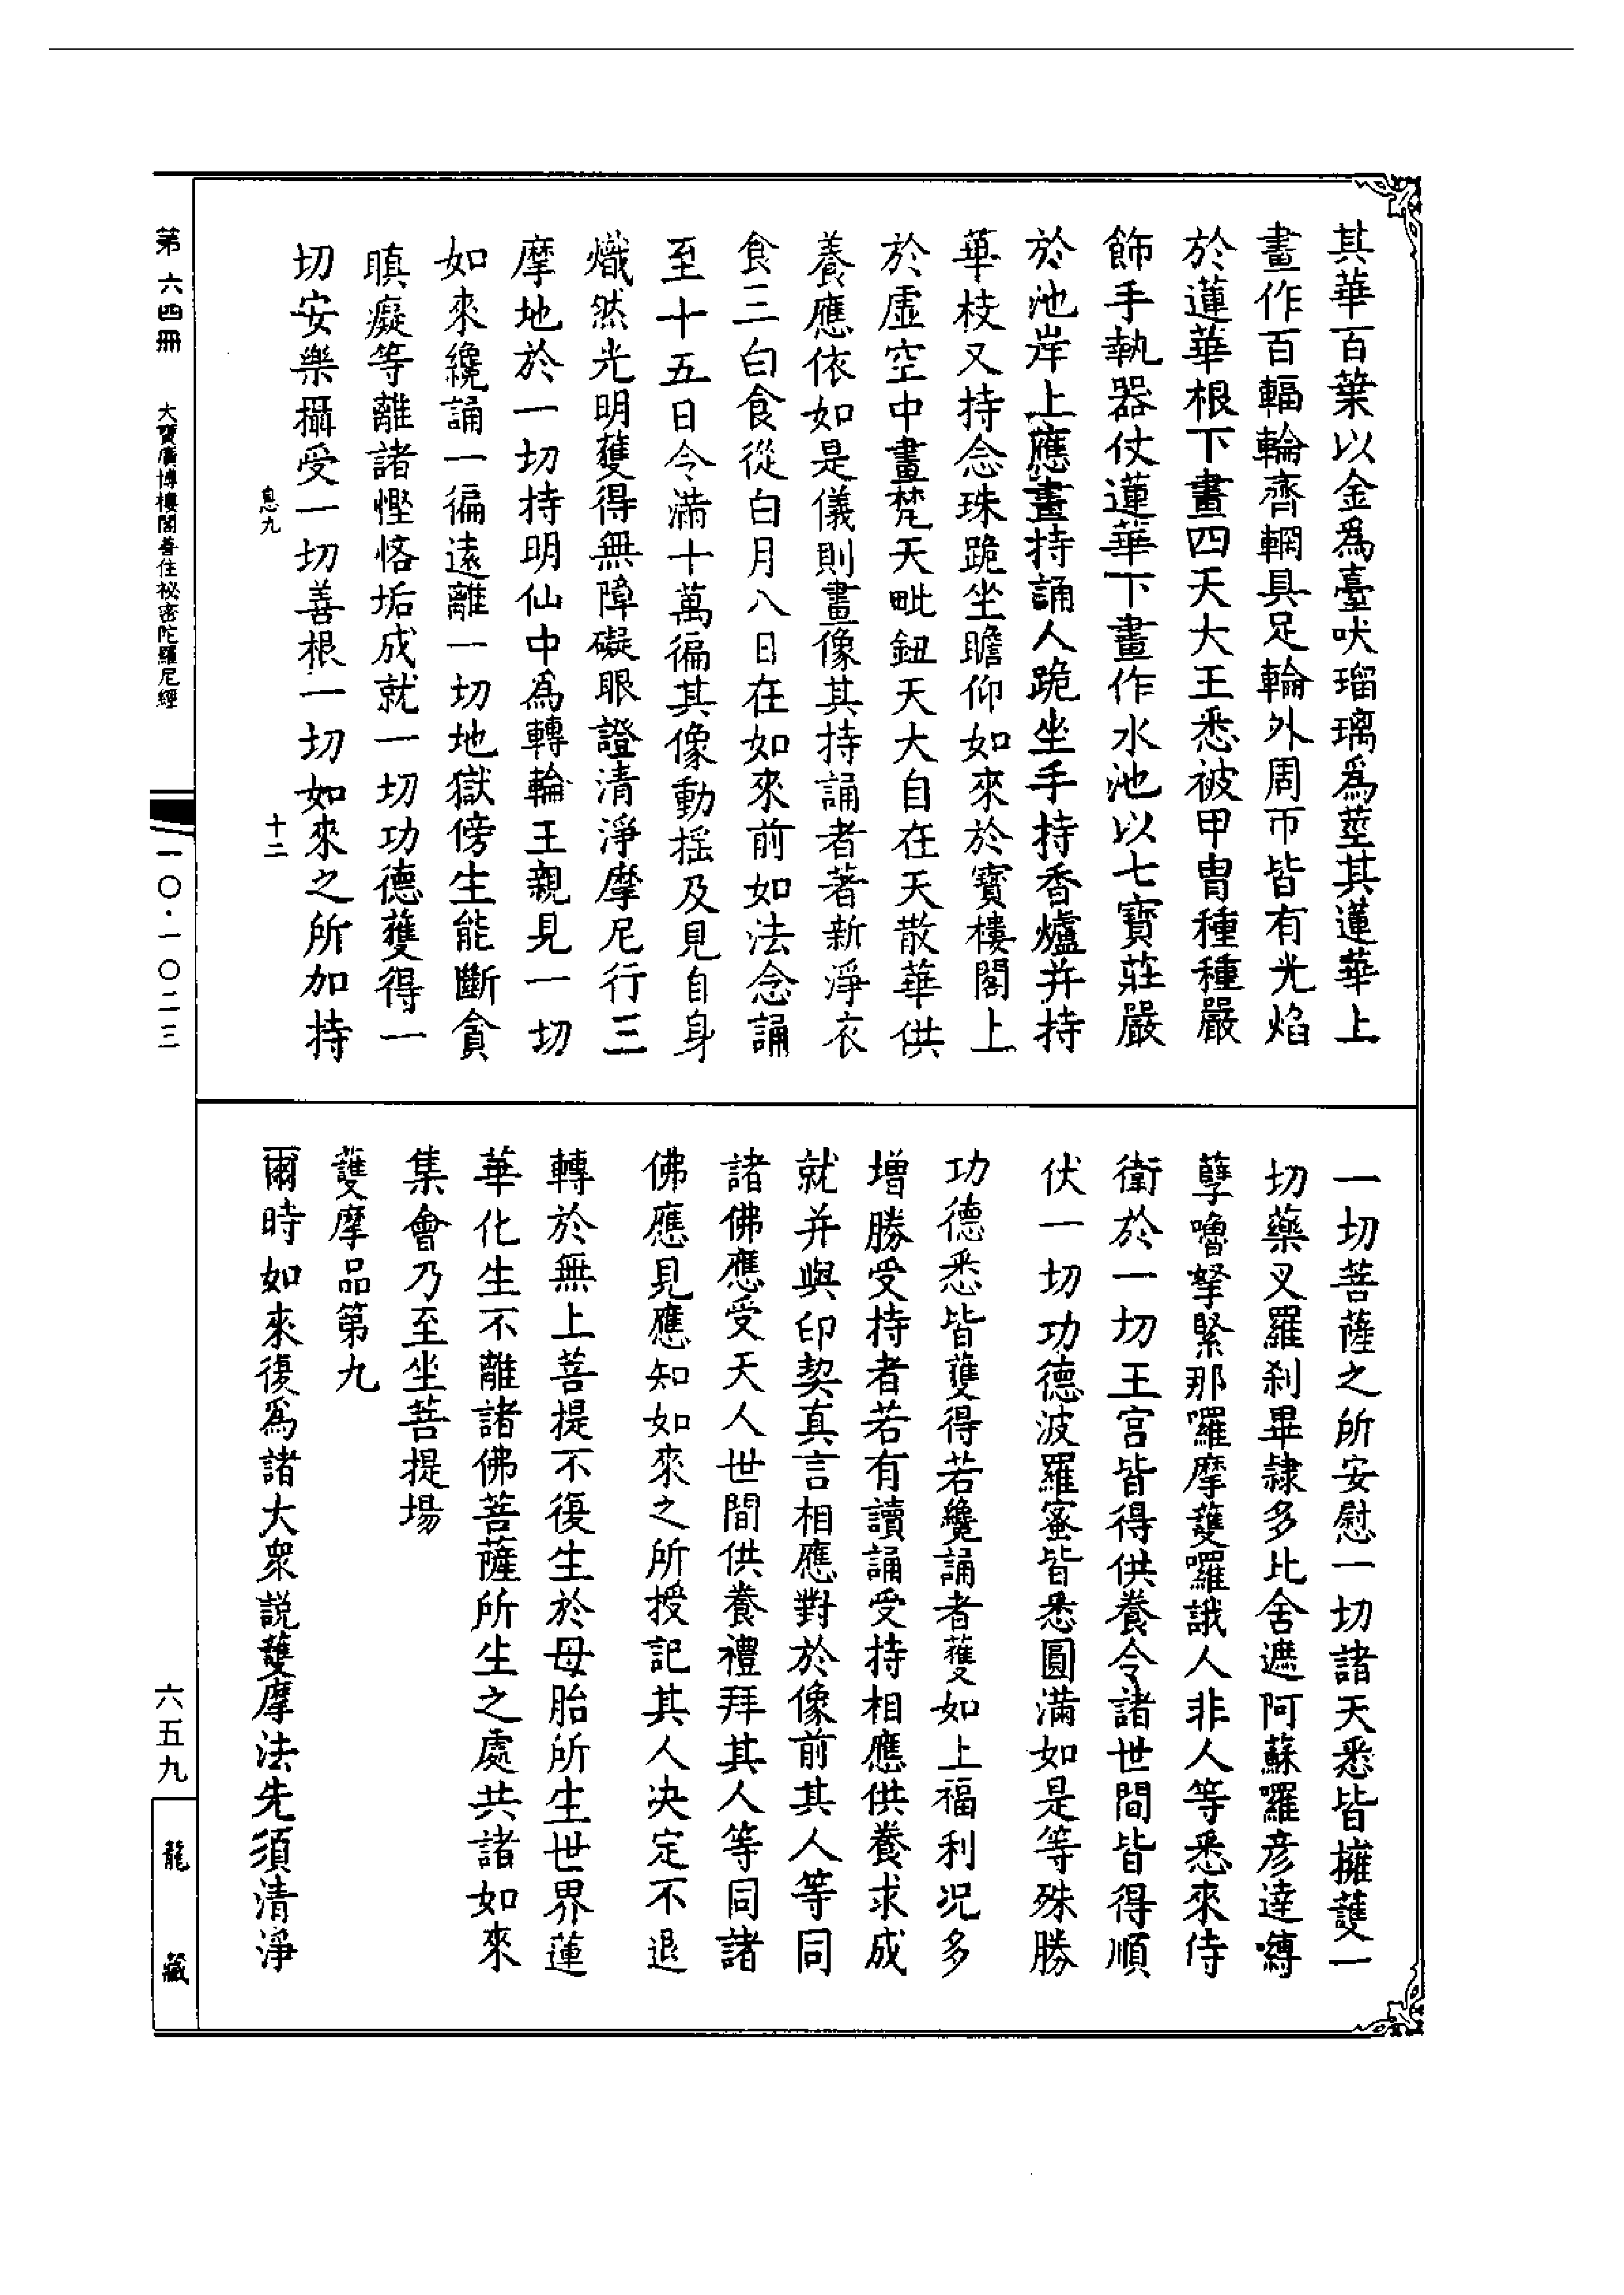 其華百葉以金爲臺吠瑠璃爲莖其蓮華上
畫作百輻輪齊輞具足輪外周帀皆有光焰
於蓮華根下畫四天大王悉被甲冑種種嚴
飾手執器仗蓮華下畫作水池以七寶莊嚴
於池岸上應畫持誦人跪坐手持香爐并持
華枝又持念珠跪坐瞻仰如來於寶樓閣上
於虛空中畫梵天毗鈕天大自在天散華供
養應依如是儀則畫像其持誦者著新淨衣
食三白食從白月八日在如來前如法念誦
至十五日令滿十萬徧其像動搖及見自身
熾然光明獲得無障礙眼證清淨摩尼行三
摩地於一切持明仙中爲轉輪王親見一切
如來纔誦一徧遠離一切地獄傍生能斷貪
瞋癡等離諸慳悋垢成就一切功德獲得一
切安樂攝受一切善根一切如來之所加持
息九 十二
一切菩薩之所安慰一切諸天悉皆擁護一
切藥叉羅剎畢隸多比舍遮阿蘇羅彥達嚩
孽嚕拏緊那囉摩護囉誐人非人等悉來侍
衛於一切王宮皆得供養令諸世間皆得順
伏一切功德波羅蜜皆悉圓滿如是等殊勝
功德悉皆獲得若纔誦者獲如上福利況多
增勝受持者若有讀誦受持相應供養求成
就并與印契真言相應對於像前其人等同
諸佛應受天人世間供養禮拜其人等同諸
佛應見應知如來之所授記其人決定不退
轉於無上菩提不復生於母胎所生世界蓮
華化生不離諸佛菩薩所生之處共諸如來
集會乃至坐菩提場
護摩品第九
爾時如來復爲諸大衆説護摩法先須清淨
第六四冊 大寶廣博樓閣善住祕密陀羅尼經
一〇·一〇二三
六五九
龍藏